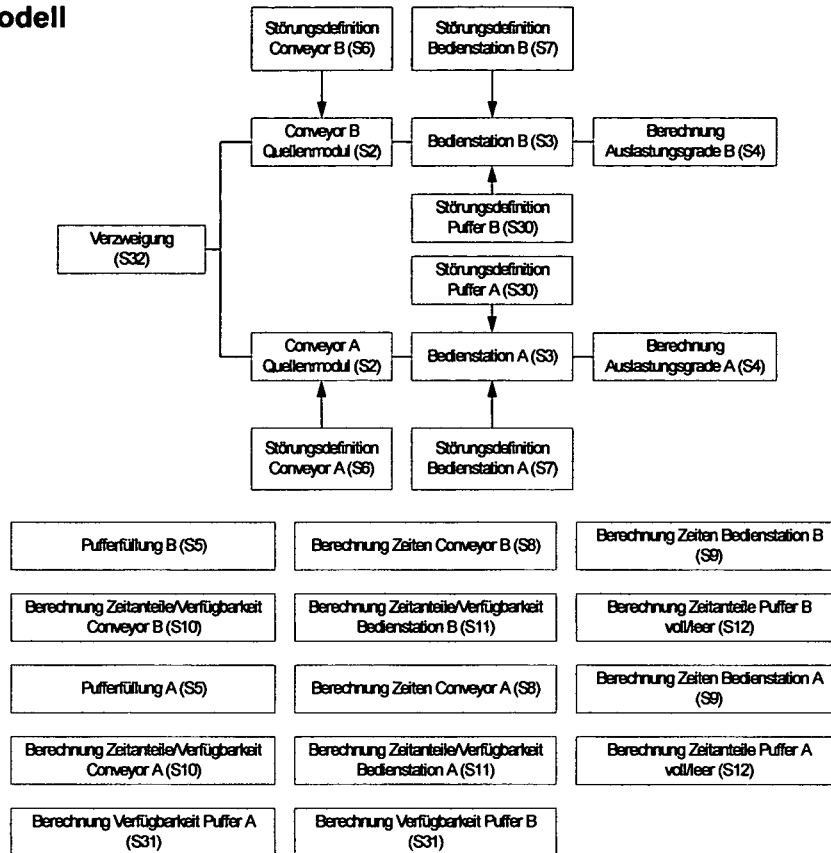 odell
Störungsdefinition
Conveyor B (S6)
Störungsdefinition
Bedienstation B (S7)
Conveyor B
Quellenmodul (S2)
Bedienstation B (S3)
Berechnung
Auslastungsgrade B (S4)
Störungsdefinition
Puffer B (S30)
Verzweigung
(S32)
Störungsdefinition
Puffer A (S30)
Conveyor A
Quellenmodul (S2)
Bedienstation A (S3)
Berechnung
Auslastungsgrade A (S4)
Störungsdefinition
Conveyor A (S6)
Störungsdefinition
Bedienstation A (S7)
Pufferfüllung B (S5)
Berechnung Zeiten Conveyor B (S8)
Berechnung Zeiten Bedienstation B
(S9)
Berechnung Zeitanteile/Verfügbarkeit
Conveyor B (S10)
Berechnung Zeitanteile/Verfügbarkeit
Bedienstation B (S11)
Berechnung Zeitanteile Puffer B
voll/leer (S12)
Pufferfüllung A (S5)
Berechnung Zeiten Conveyor A (S8)
Berechnung Zeiten Bedienstation A
(S9)
Berechnung Zeitanteile/Verfügbarkeit
Conveyor A (S10)
Berechnung Zeitanteile/Verfügbarkeit
Bedienstation A (S11)
Berechnung Zeitanteile Puffer A
voll/leer (S12)
Berechnung Verfügbarkeit Puffer A
(S31)
Berechnung Verfügbarkeit Puffer B
(S31)